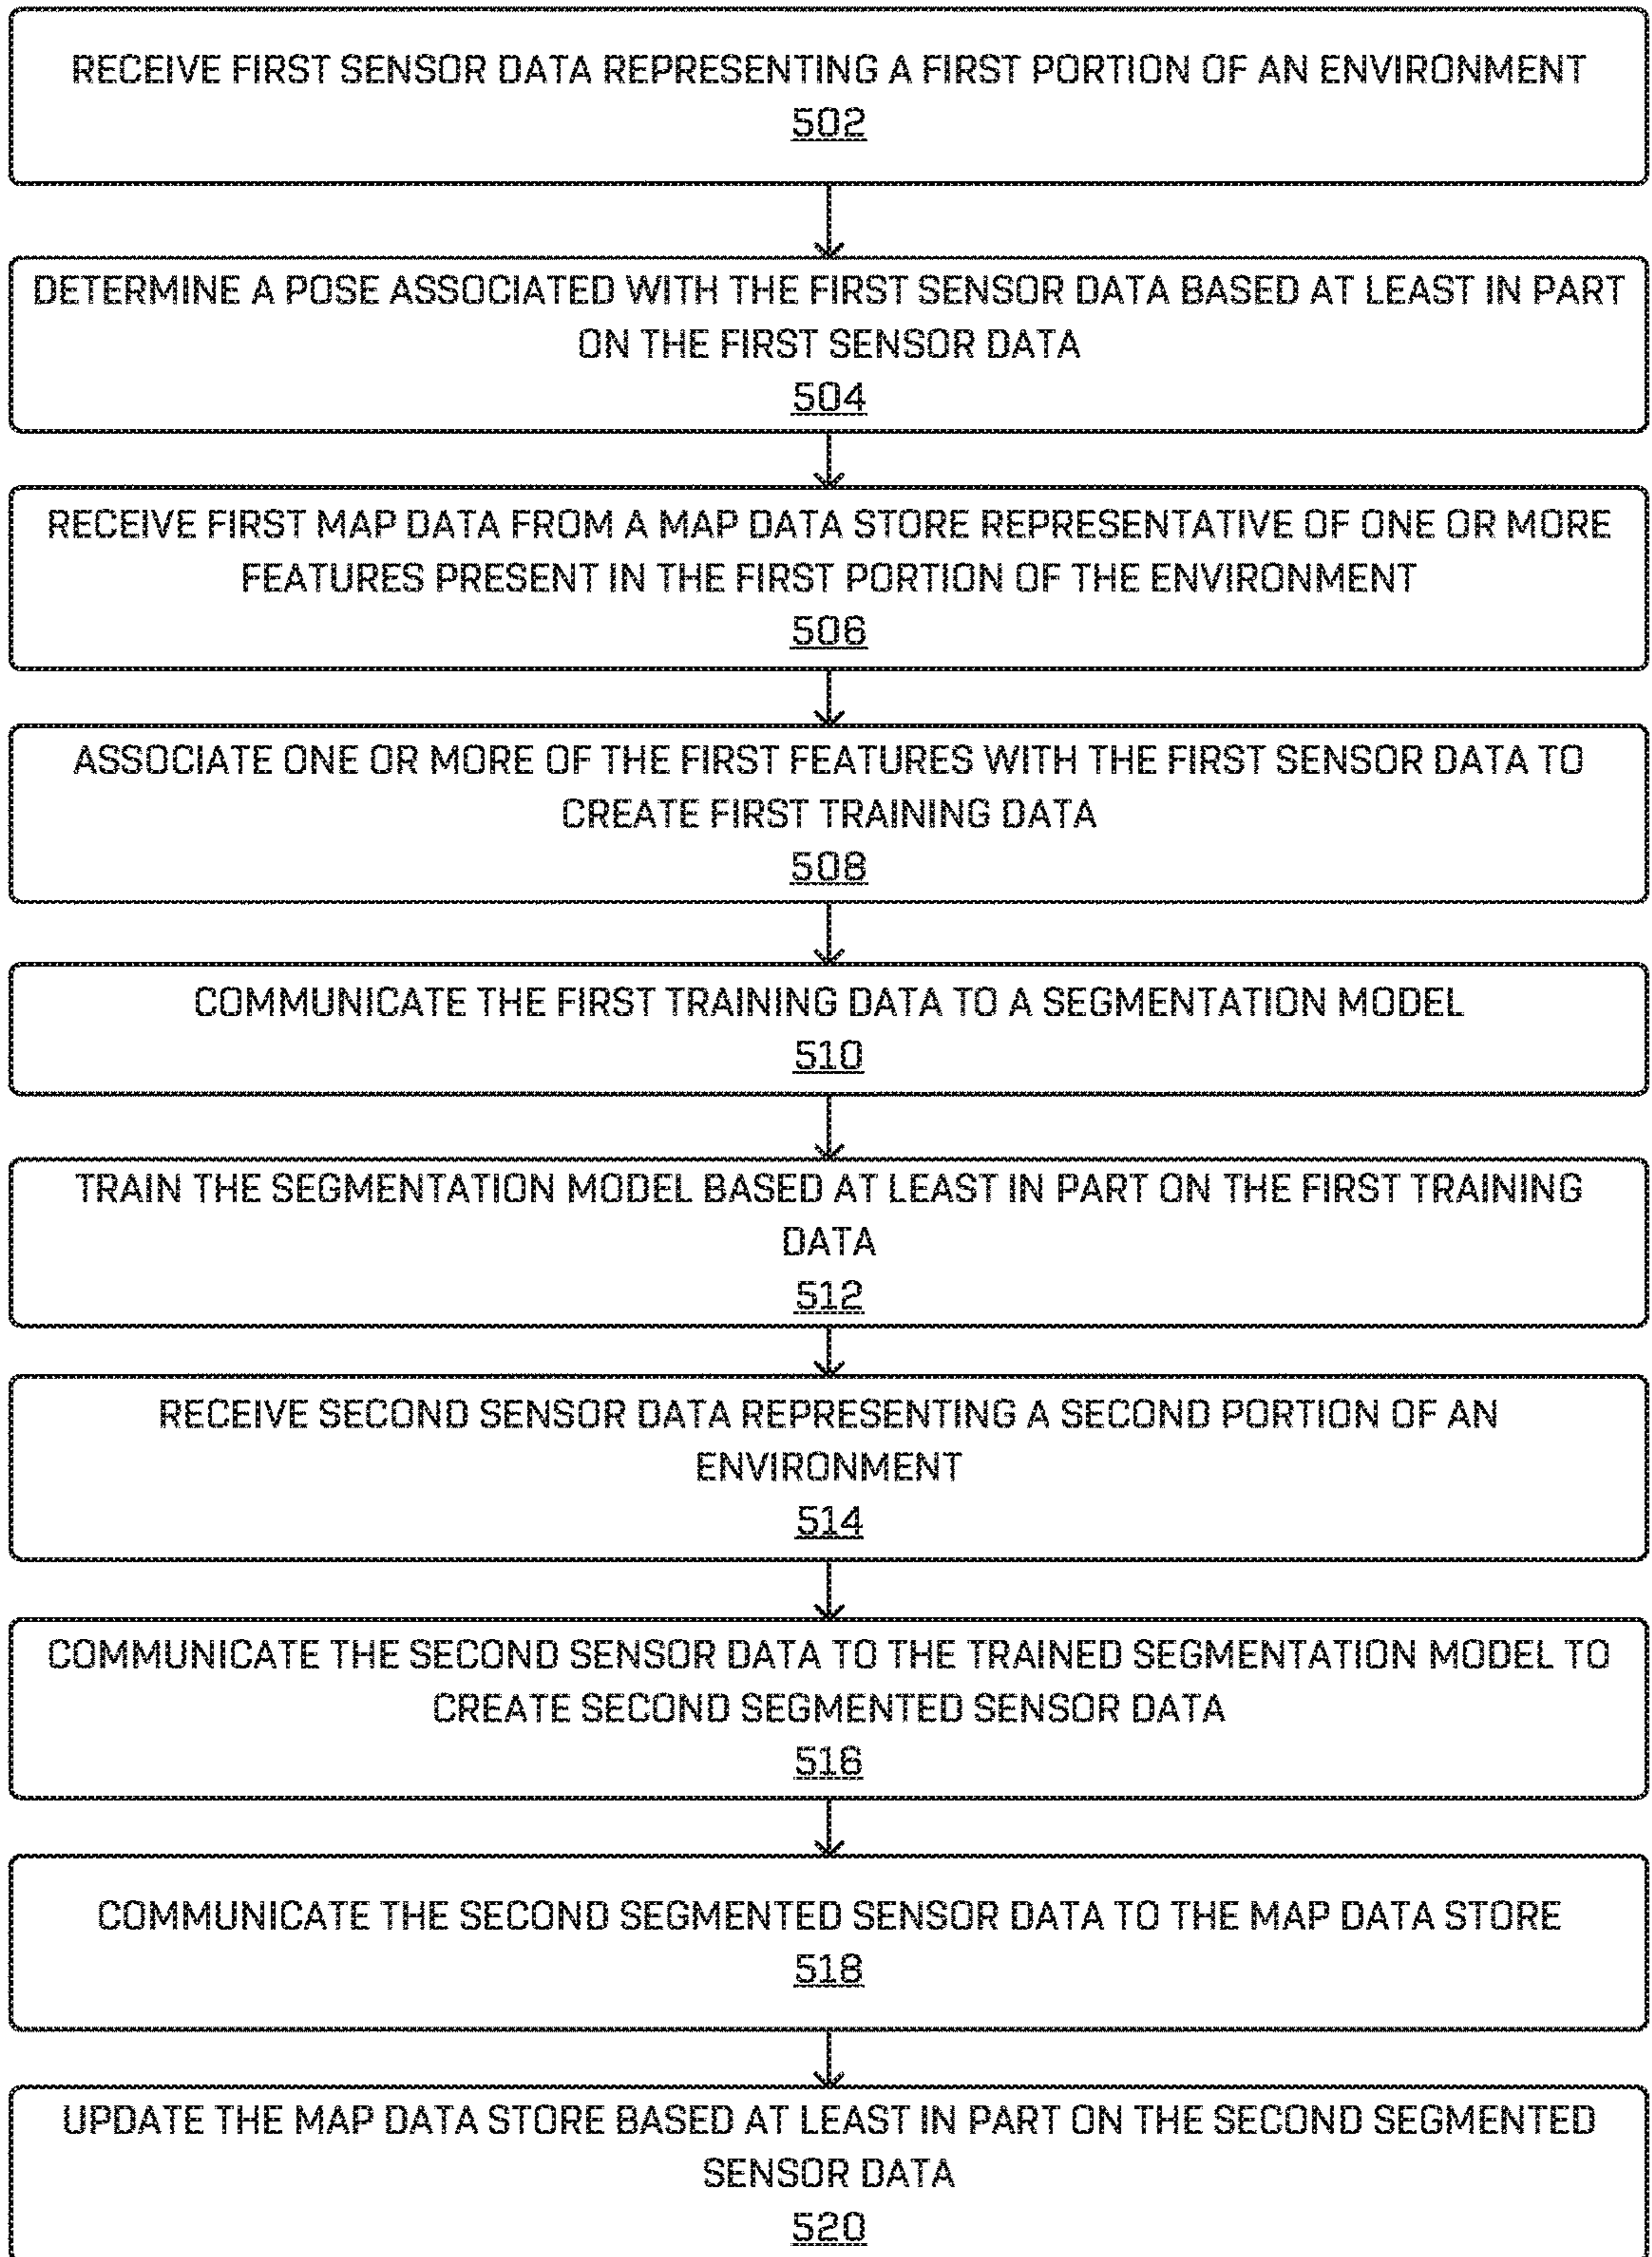 RECEIVE FIRST SENSOR DATA REPRESENTING A FIRST PORTION OF AN ENVIRONMENT
502
DETERMINE A POSE ASSOCIATED WITH THE FIRST SENSOR DATA BASED AT LEAST IN PART
ON THE FIRST SENSOR DATA
504
RECEIVE FIRST MAP DATA FROM A MAP DATA STORE REPRESENTATIVE OF ONE OR MORE
FEATURES PRESENT IN THE FIRST PORTION OF THE ENVIRONMENT
506
ASSOCIATE ONE OR MORE OF THE FIRST FEATURES WITH THE FIRST SENSOR DATA TO
CREATE FIRST TRAINING DATA
508
COMMUNICATE THE FIRST TRAINING DATA TO A SEGMENTATION MODEL
510
TRAIN THE SEGMENTATION MODEL BASED AT LEAST IN PART ON THE FIRST TRAINING
DATA
512
RECEIVE SECOND SENSOR DATA REPRESENTING A SECOND PORTION OF AN
ENVIRONMENT
514
COMMUNICATE THE SECOND SENSOR DATA TO THE TRAINED SEGMENTATION MODEL TO
CREATE SECOND SEGMENTED SENSOR DATA
516
COMMUNICATE THE SECOND SEGMENTED SENSOR DATA TO THE MAP DATA STORE
518
UPDATE THE MAP DATA STORE BASED AT LEAST IN PART ON THE SECOND SEGMENTED
SENSOR DATA
520